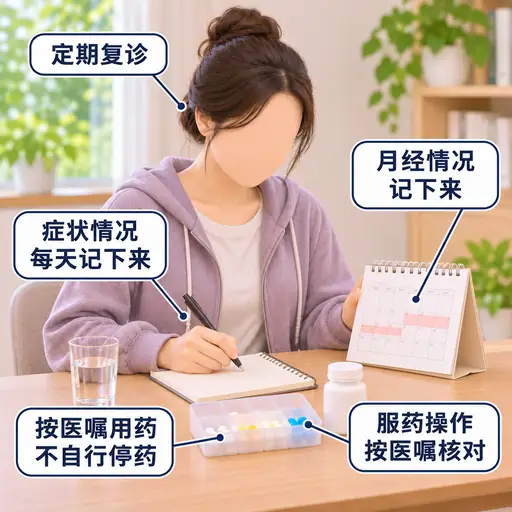 定期复诊
月经情况
记下来
症状情况
每天记下来
按医嘱用药
不自行停药
服药操作
按医嘱核对